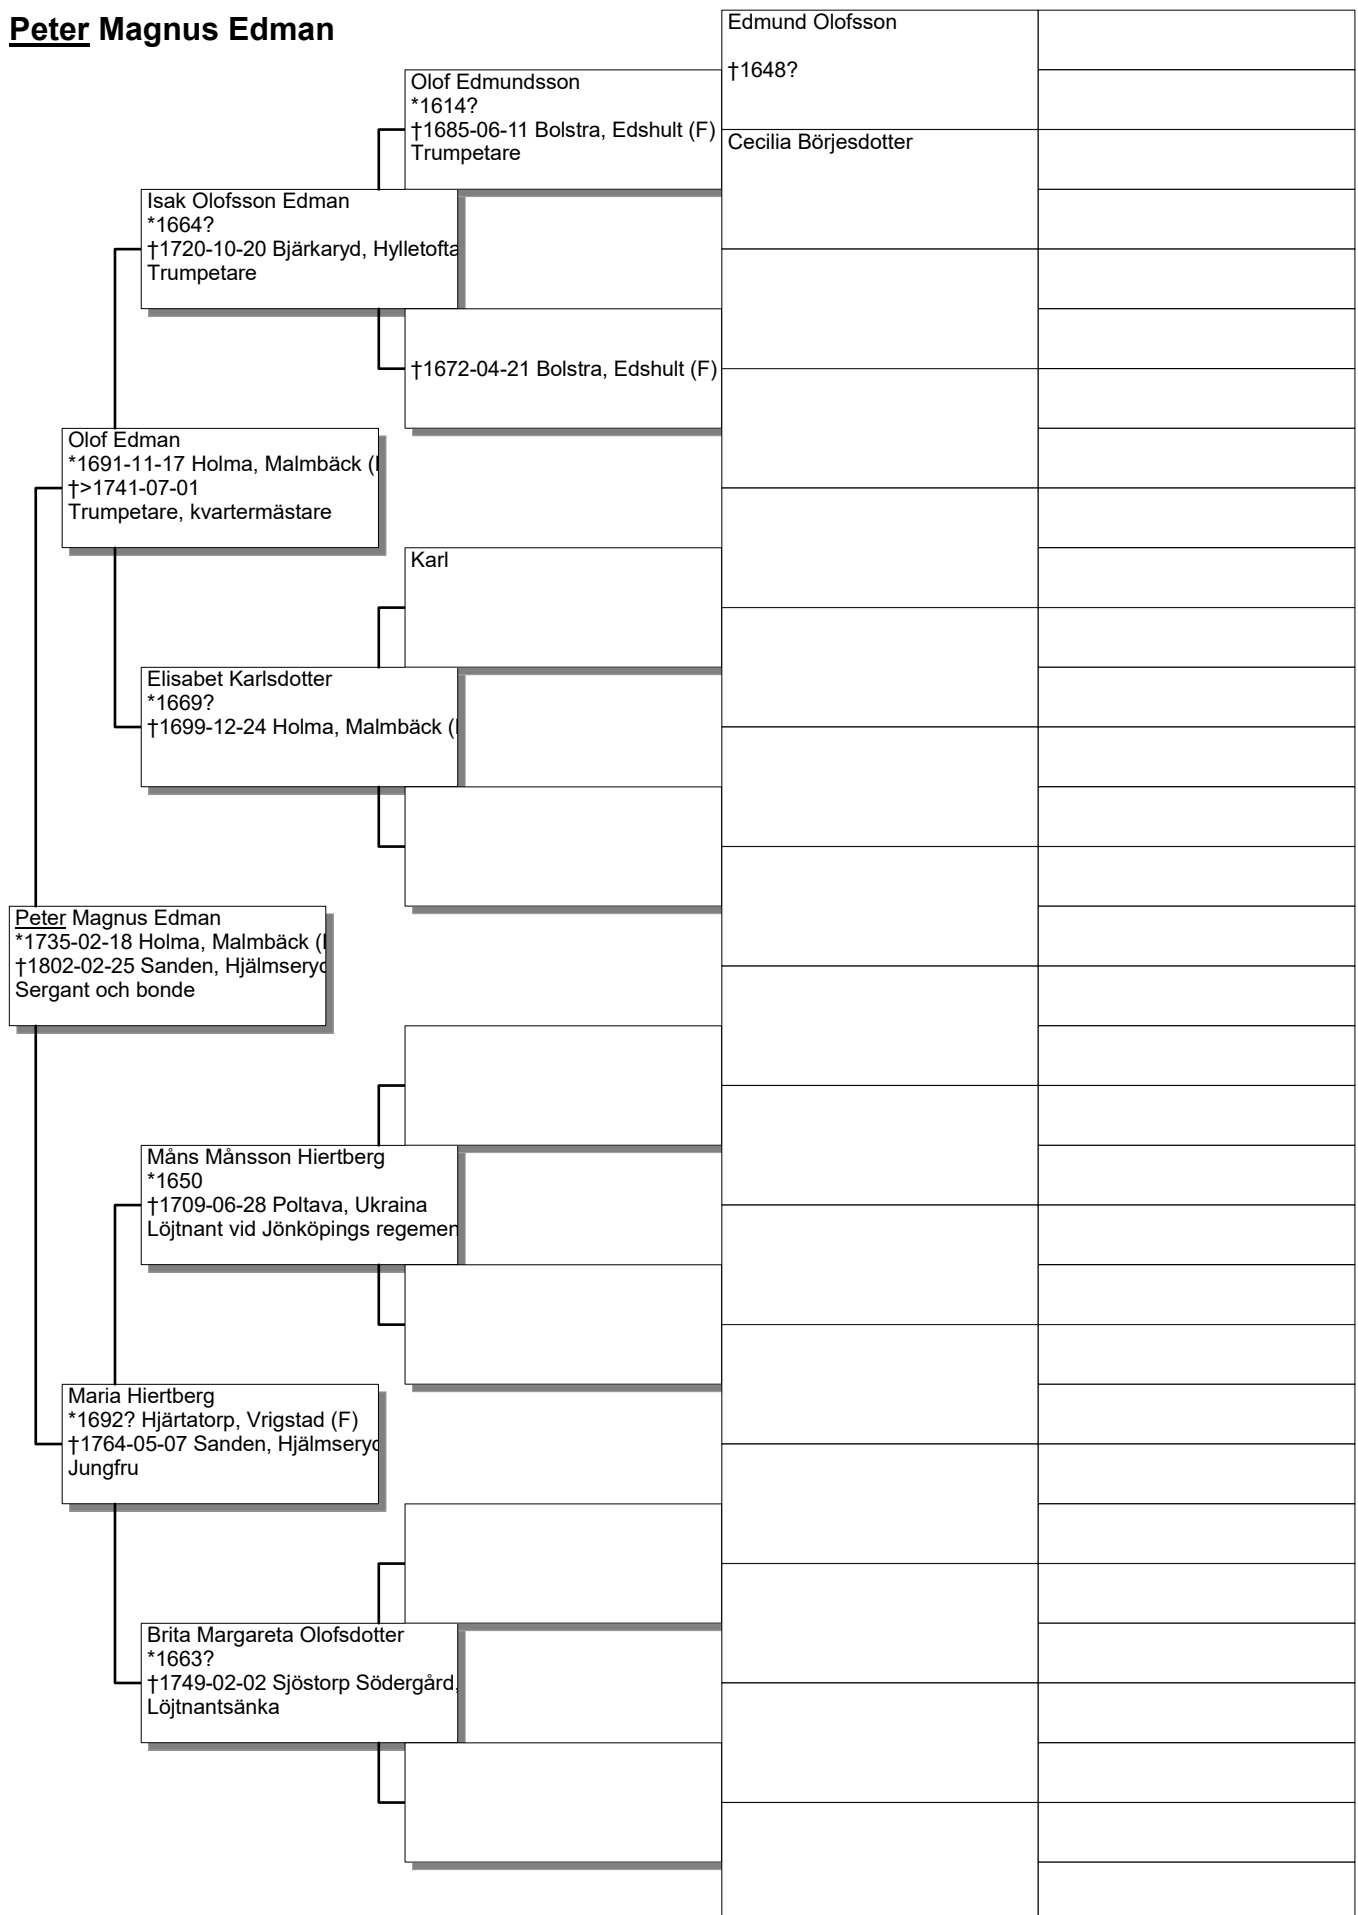 Peter Magnus Edman
Edmund Olofsson
†1648?
Olof Edmundsson
*1614?
†1685-06-11 Bolstra, Edshult (F)
Trumpetare
Cecilia Börjesdotter
Isak Olofsson Edman
*1664?
†1720-10-20 Bjärkaryd, Hylletofta
Trumpetare
†1672-04-21 Bolstra, Edshult (F)
Olof Edman
*1691-11-17 Holma, Malmbäck (
†>1741-07-01
Trumpetare, kvartermästare
Karl
Elisabet Karlsdotter
*1669?
†1699-12-24 Holma, Malmbäck (
Peter Magnus Edman
*1735-02-18 Holma, Malmbäck (
†1802-02-25 Sanden, Hjälmseryd
Sergant och bonde
Måns Månsson Hiertberg
*1650
†1709-06-28 Poltava, Ukraina
Löjtnant vid Jönköpings regemen
Maria Hiertberg
*1692? Hjärtatorp, Vrigstad (F)
†1764-05-07 Sanden, Hjälmseryd
Jungfru
Brita Margareta Olofsdotter
*1663?
†1749-02-02 Sjöstorp Södergård,
Löjtnantsänka